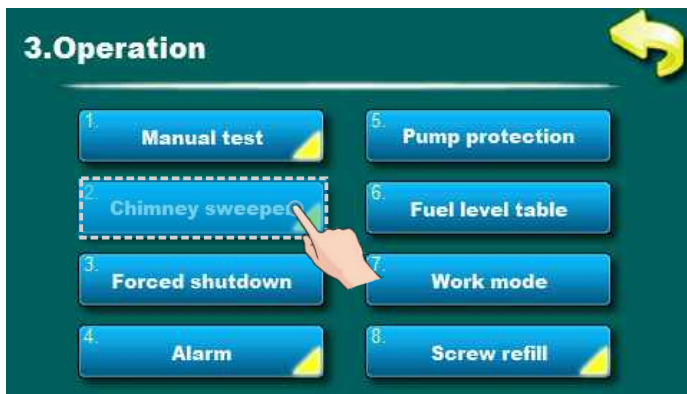 3.Operation
1.
Manual test
2.
Chimney sweeper
3.
Forced shutdown
4.
Alarm
5.
Pump protection
6.
Fuel level table
7.
Work mode
8.
Screw refill